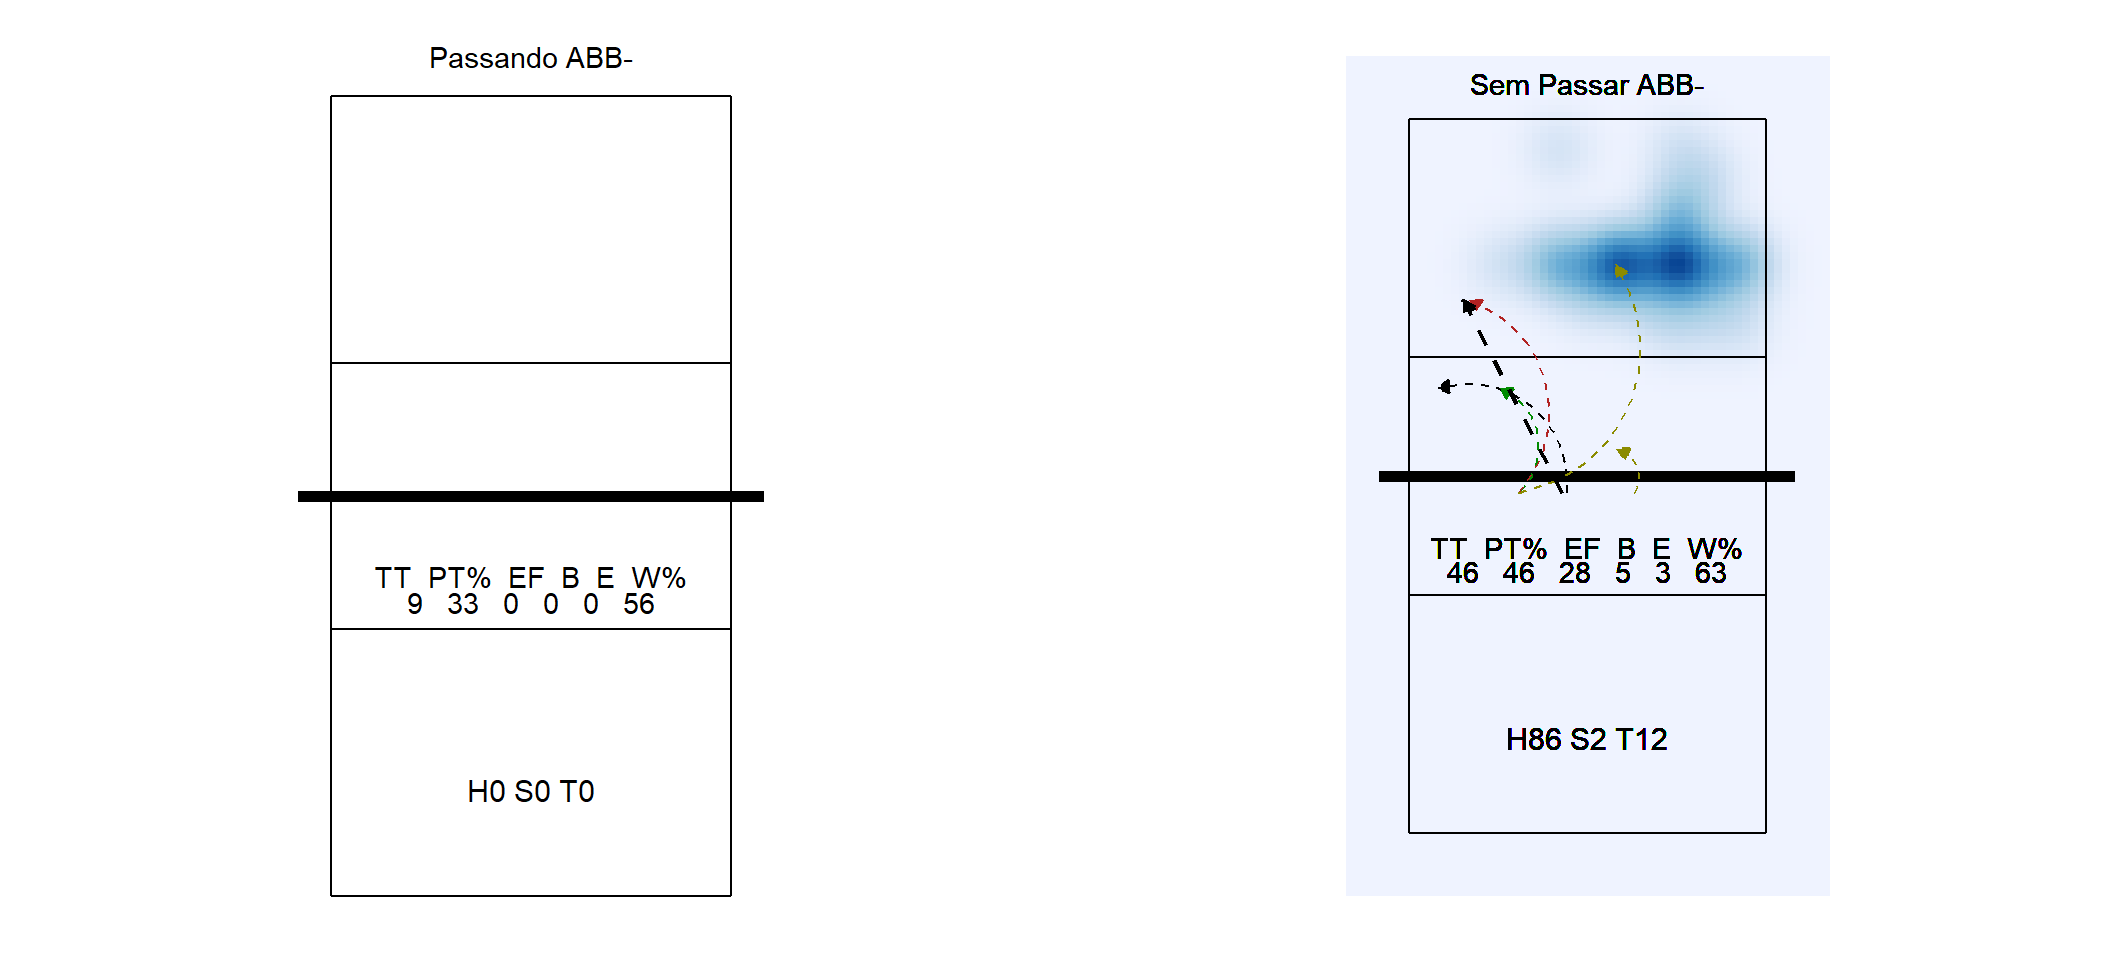 Passando ABB-
TT PT% EF B E W%
9 33 0 0 0 56
H0 S0 T0
Sem Passar ABB-
TT PT% EF B E W%
46 46 28 5 3 63
H86 S2 T12